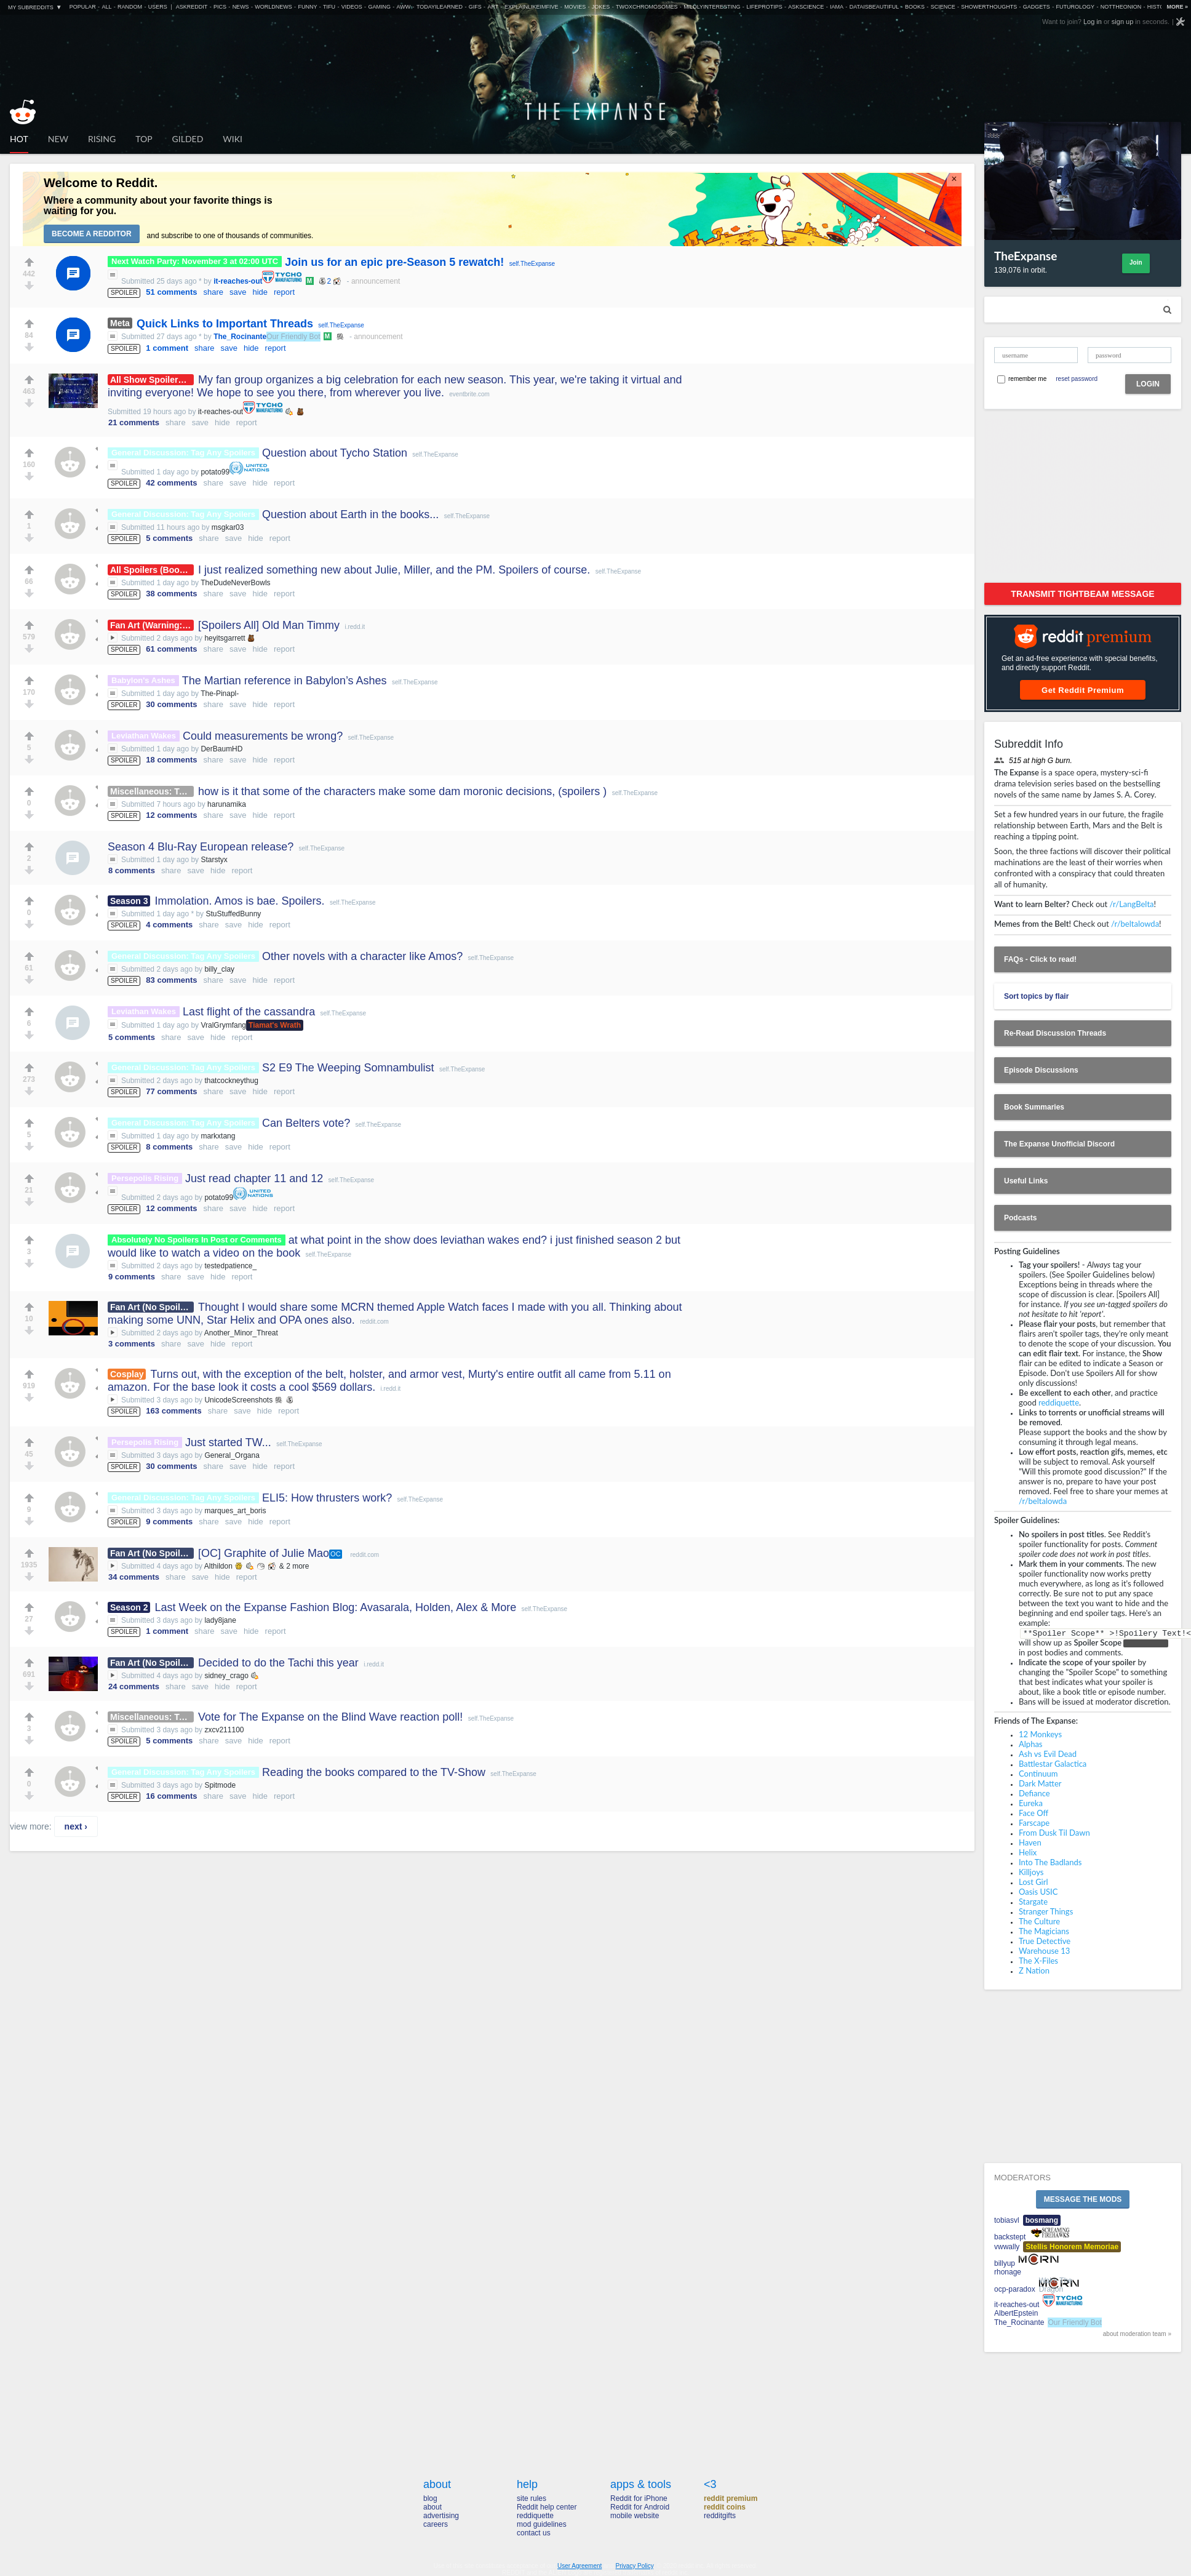 MY SUBREDDITS ▼ POPULAR - ALL - RANDOM - USERS | ASKREDDIT - PICS - NEWS - WORLDNEWS - FUNNY - TIFU - VIDEOS - GAMING - AWW - TODAYILEARNED - GIFS - ART - EXPLAINLIKEIMFIVE - MOVIES - JOKES - TWOXCHROMOSOMES - MILDLYINTERESTING - LIFEPROTIPS - ASKSCIENCE - IAMA - DATAISBEAUTIFUL - BOOKS - SCIENCE - SHOWERTHOUGHTS - GADGETS - FUTUROLOGY - NOTTHEONION - HISTI MORE »
Want to join? Log in or sign up in seconds. |
THE EXPANSE
HOT NEW RISING TOP GILDED WIKI
Welcome to Reddit.
Where a community about your favorite things is
waiting for you.
BECOME A REDDITOR and subscribe to one of thousands of communities.
×
442
Next Watch Party: November 3 at 02:00 UTC Join us for an epic pre-Season 5 rewatch! self.TheExpanse
Submitted 25 days ago * by it-reaches-out TYCHO MANUFACTURING M 2 - announcement
SPOILER 51 comments share save hide report
84
Meta Quick Links to Important Threads self.TheExpanse
Submitted 27 days ago * by The_Rocinante Our Friendly Bot M - announcement
SPOILER 1 comment share save hide report
463
All Show Spoiler… My fan group organizes a big celebration for each new season. This year, we're taking it virtual and
inviting everyone! We hope to see you there, from wherever you live. eventbrite.com
Submitted 19 hours ago by it-reaches-out TYCHO MANUFACTURING
21 comments share save hide report
160
General Discussion: Tag Any Spoilers Question about Tycho Station self.TheExpanse
Submitted 1 day ago by potato99 UNITED NATIONS
SPOILER 42 comments share save hide report
1
General Discussion: Tag Any Spoilers Question about Earth in the books... self.TheExpanse
Submitted 11 hours ago by msgkar03
SPOILER 5 comments share save hide report
66
All Spoilers (Boo… I just realized something new about Julie, Miller, and the PM. Spoilers of course. self.TheExpanse
Submitted 1 day ago by TheDudeNeverBowls
SPOILER 38 comments share save hide report
579
Fan Art (Warning:… [Spoilers All] Old Man Timmy i.redd.it
Submitted 2 days ago by heyitsgarrett
SPOILER 61 comments share save hide report
170
Babylon's Ashes The Martian reference in Babylon's Ashes self.TheExpanse
Submitted 1 day ago by The-Pinapl-
SPOILER 30 comments share save hide report
5
Leviathan Wakes Could measurements be wrong? self.TheExpanse
Submitted 1 day ago by DerBaumHD
SPOILER 18 comments share save hide report
0
Miscellaneous: T… how is it that some of the characters make some dam moronic decisions, (spoilers ) self.TheExpanse
Submitted 7 hours ago by harunamika
SPOILER 12 comments share save hide report
2
Season 4 Blu-Ray European release? self.TheExpanse
Submitted 1 day ago by Starstyx
8 comments share save hide report
0
Season 3 Immolation. Amos is bae. Spoilers. self.TheExpanse
Submitted 1 day ago * by StuStuffedBunny
SPOILER 4 comments share save hide report
61
General Discussion: Tag Any Spoilers Other novels with a character like Amos? self.TheExpanse
Submitted 2 days ago by billy_clay
SPOILER 83 comments share save hide report
6
Leviathan Wakes Last flight of the cassandra self.TheExpanse
Submitted 1 day ago by VralGrymfang Tiamat's Wrath
5 comments share save hide report
273
General Discussion: Tag Any Spoilers S2 E9 The Weeping Somnambulist self.TheExpanse
Submitted 2 days ago by thatcockneythug
SPOILER 77 comments share save hide report
5
General Discussion: Tag Any Spoilers Can Belters vote? self.TheExpanse
Submitted 1 day ago by markxtang
SPOILER 8 comments share save hide report
21
Persepolis Rising Just read chapter 11 and 12 self.TheExpanse
Submitted 2 days ago by potato99 UNITED NATIONS
SPOILER 12 comments share save hide report
3
Absolutely No Spoilers In Post or Comments at what point in the show does leviathan wakes end? i just finished season 2 but
would like to watch a video on the book self.TheExpanse
Submitted 2 days ago by testedpatience_
9 comments share save hide report
10
Fan Art (No Spoil… Thought I would share some MCRN themed Apple Watch faces I made with you all. Thinking about
making some UNN, Star Helix and OPA ones also. reddit.com
Submitted 2 days ago by Another_Minor_Threat
3 comments share save hide report
919
Cosplay Turns out, with the exception of the belt, holster, and armor vest, Murty's entire outfit all came from 5.11 on
amazon. For the base look it costs a cool $569 dollars. i.redd.it
Submitted 3 days ago by UnicodeScreenshots
SPOILER 163 comments share save hide report
45
Persepolis Rising Just started TW... self.TheExpanse
Submitted 3 days ago by General_Organa
SPOILER 30 comments share save hide report
9
General Discussion: Tag Any Spoilers ELI5: How thrusters work? self.TheExpanse
Submitted 3 days ago by marques_art_boris
SPOILER 9 comments share save hide report
1935
Fan Art (No Spoil… [OC] Graphite of Julie Mao OC reddit.com
Submitted 4 days ago by Althildon & 2 more
34 comments share save hide report
27
Season 2 Last Week on the Expanse Fashion Blog: Avasarala, Holden, Alex & More self.TheExpanse
Submitted 3 days ago by lady8jane
SPOILER 1 comment share save hide report
691
Fan Art (No Spoil… Decided to do the Tachi this year i.redd.it
Submitted 4 days ago by sidney_crago
24 comments share save hide report
3
Miscellaneous: T… Vote for The Expanse on the Blind Wave reaction poll! self.TheExpanse
Submitted 3 days ago by zxcv211100
SPOILER 5 comments share save hide report
0
General Discussion: Tag Any Spoilers Reading the books compared to the TV-Show self.TheExpanse
Submitted 3 days ago by Spitmode
SPOILER 16 comments share save hide report
view more: next ›
TheExpanse
139,076 in orbit.
Join
username password
remember me reset password LOGIN
TRANSMIT TIGHTBEAM MESSAGE
reddit premium
Get an ad-free experience with special benefits,
and directly support Reddit.
Get Reddit Premium
Subreddit Info
515 at high G burn.
The Expanse is a space opera, mystery-sci-fi
drama television series based on the bestselling
novels of the same name by James S. A. Corey.
Set a few hundred years in our future, the fragile
relationship between Earth, Mars and the Belt is
reaching a tipping point.
Soon, the three factions will discover their political
machinations are the least of their worries when
confronted with a conspiracy that could threaten
all of humanity.
Want to learn Belter? Check out /r/LangBelta!
Memes from the Belt! Check out /r/beltalowda!
FAQs - Click to read!
Sort topics by flair
Re-Read Discussion Threads
Episode Discussions
Book Summaries
The Expanse Unofficial Discord
Useful Links
Podcasts
Posting Guidelines
Tag your spoilers! - Always tag your
spoilers. (See Spoiler Guidelines below)
Exceptions being in threads where the
scope of discussion is clear. [Spoilers All]
for instance. If you see un-tagged spoilers do
not hesitate to hit 'report'.
Please flair your posts, but remember that
flairs aren't spoiler tags, they're only meant
to denote the scope of your discussion. You
can edit flair text. For instance, the Show
flair can be edited to indicate a Season or
Episode. Don't use Spoilers All for show
only discussions!
Be excellent to each other, and practice
good reddiquette.
Links to torrents or unofficial streams will
be removed.
Please support the books and the show by
consuming it through legal means.
Low effort posts, reaction gifs, memes, etc
will be subject to removal. Ask yourself
"Will this promote good discussion?" If the
answer is no, prepare to have your post
removed. Feel free to share your memes at
/r/beltalowda
Spoiler Guidelines:
No spoilers in post titles. See Reddit's
spoiler functionality for posts. Comment
spoiler code does not work in post titles.
Mark them in your comments. The new
spoiler functionality now works pretty
much everywhere, as long as it's followed
correctly. Be sure not to put any space
between the text you want to hide and the
beginning and end spoiler tags. Here's an
example:
**Spoiler Scope** >!Spoilery Text!<
will show up as Spoiler Scope
in post bodies and comments.
Indicate the scope of your spoiler by
changing the "Spoiler Scope" to something
that best indicates what your spoiler is
about, like a book title or episode number.
Bans will be issued at moderator discretion.
Friends of The Expanse:
12 Monkeys
Alphas
Ash vs Evil Dead
Battlestar Galactica
Continuum
Dark Matter
Defiance
Eureka
Face Off
Farscape
From Dusk Til Dawn
Haven
Helix
Into The Badlands
Killjoys
Lost Girl
Oasis USIC
Stargate
Stranger Things
The Culture
The Magicians
True Detective
Warehouse 13
The X-Files
Z Nation
MODERATORS
MESSAGE THE MODS
tobiasvl bosmang
backstept SCREAMING FIREHAWKS
vwwally Stellis Honorem Memoriae
billyup MCRN
rhonage
ocp-paradox MCRN
it-reaches-out TYCHO MANUFACTURING
AlbertEpstein
The_Rocinante Our Friendly Bot
about moderation team »
about
blog
about
advertising
careers
help
site rules
Reddit help center
reddiquette
mod guidelines
contact us
apps & tools
Reddit for iPhone
Reddit for Android
mobile website
<3
reddit premium
reddit coins
redditgifts
User Agreement Privacy Policy